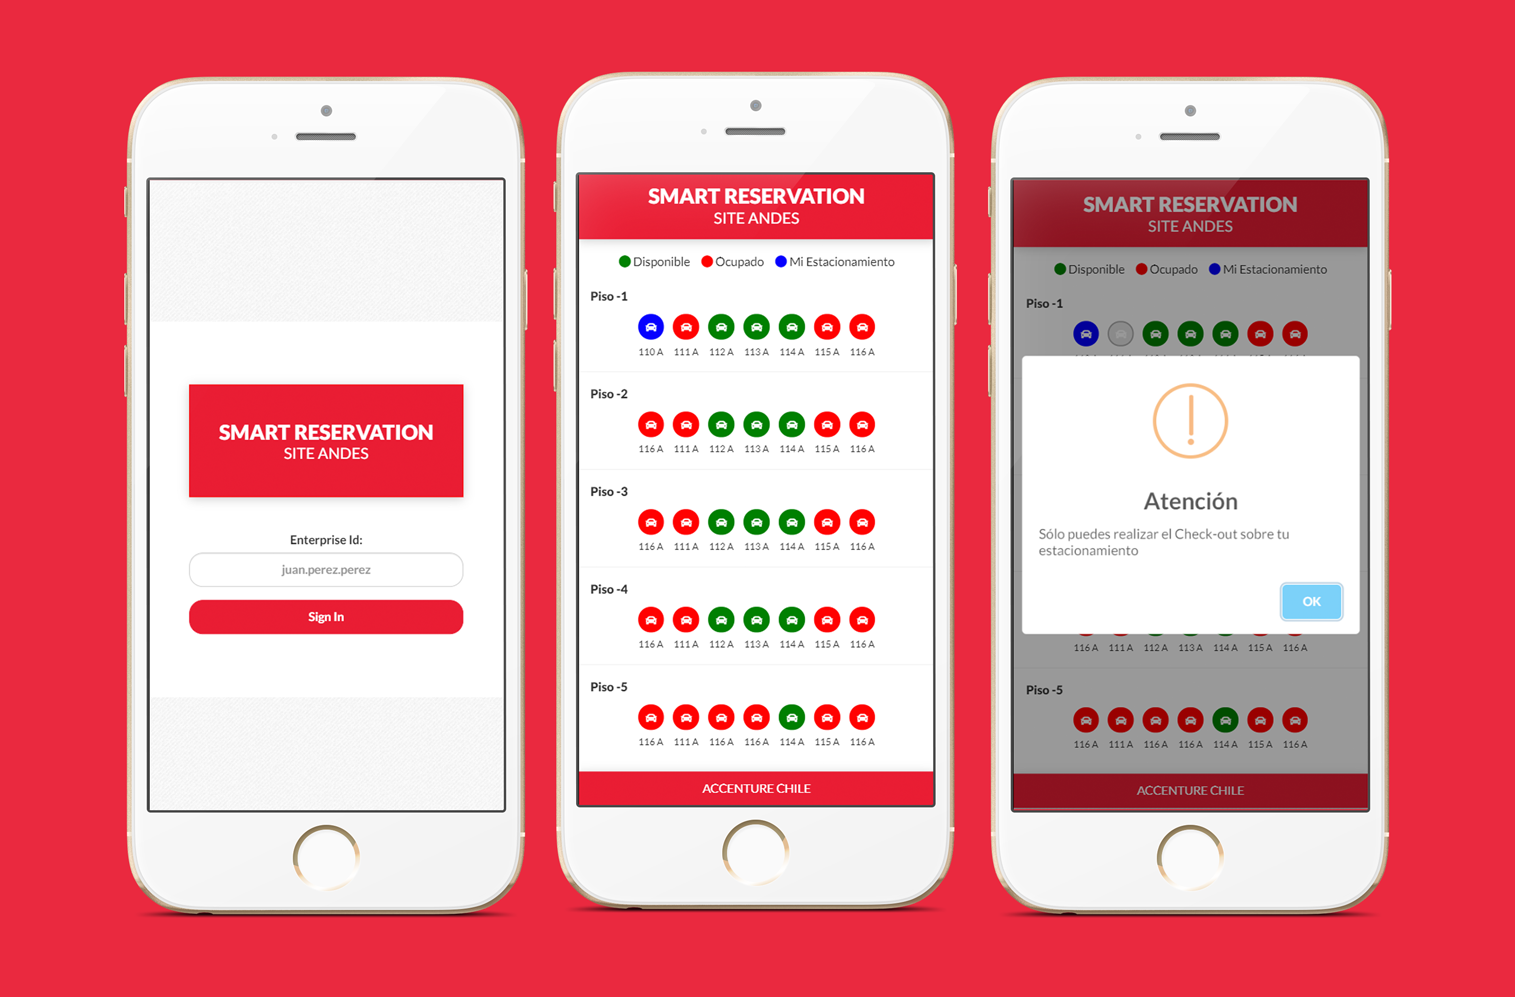 SMART RESERVATION
SITE ANDES
Enterprise Id:
juan.perez.perez
Sign In
SMART RESERVATION
SITE ANDES
Disponible Ocupado Mi Estacionamiento
Piso -1
110 A 111 A 112 A 113 A 114 A 115 A 116 A
Piso -2
116 A 111 A 112 A 113 A 114 A 115 A 116 A
Piso -3
116 A 111 A 112 A 113 A 114 A 115 A 116 A
Piso -4
116 A 111 A 112 A 113 A 114 A 115 A 116 A
Piso -5
116 A 111 A 116 A 116 A 114 A 115 A 116 A
ACCENTURE CHILE
SMART RESERVATION
SITE ANDES
Disponible Ocupado Mi Estacionamiento
Piso -1
Atención
Sólo puedes realizar el Check-out sobre tu
estacionamiento
OK
116 A 111 A 112 A 113 A 114 A 115 A 116 A
Piso -5
116 A 111 A 116 A 116 A 114 A 115 A 116 A
ACCENTURE CHILE